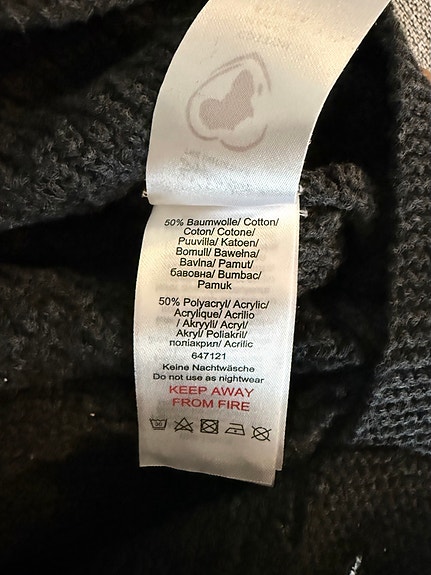 50% Baumwolle/ Cotton/
Coton/ Cotone/
Puuvilla/ Katoen/
Bomull/ Bawełna/
Bavlna/ Pamut/
бавовна/ Bumbac/
Pamuk
50% Polyacryl/ Acrylic/
Acrylique/ Acrilio
/ Akryyli/ Acryl/
Akryl/ Poliakril/
поліакрил/ Acrilic
647121
Keine Nachtwäsche
Do not use as nightwear
KEEP AWAY
FROM FIRE
30